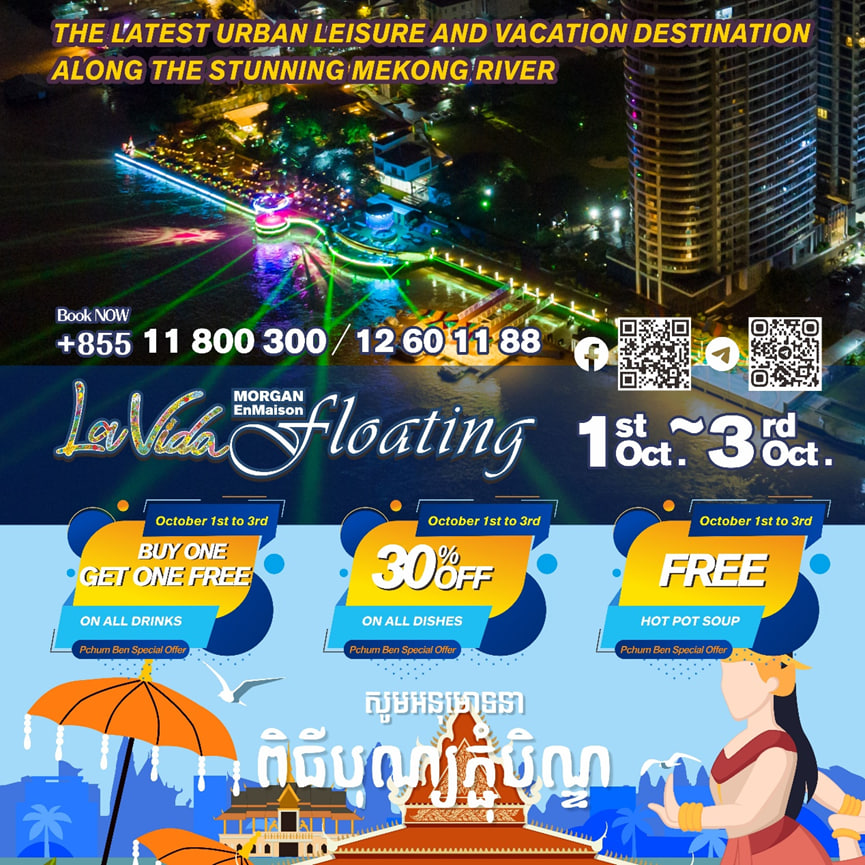 THE LATEST URBAN LEISURE AND VACATION DESTINATION
ALONG THE STUNNING MEKONG RIVER
Book NOW
+855 11 800 300 / 12 60 11 88
La Vida MORGAN EnMaison Floating
1st Oct. ~ 3rd Oct.
October 1st to 3rd
BUY ONE
GET ONE FREE
ON ALL DRINKS
Pchum Ben Special Offer
October 1st to 3rd
30% OFF
ON ALL DISHES
Pchum Ben Special Offer
October 1st to 3rd
FREE
HOT POT SOUP
Pchum Ben Special Offer
សូមអនុមោទនា
ពិធីបុណ្យភ្ជុំបិណ្ឌ